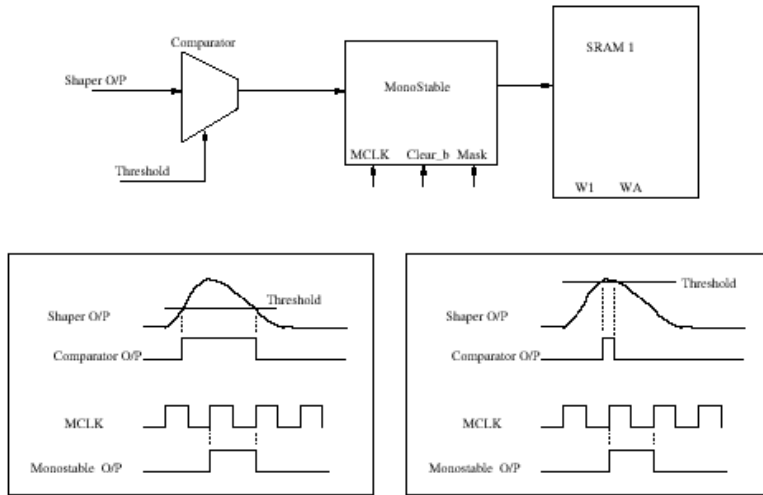 Comparator
Shaper O/P
Threshold
MonoStable
MCLK Clear_b Mask
SRAM 1
W1 WA
Threshold
Shaper O/P
Comparator O/P
MCLK
Monostable O/P
Threshold
Shaper O/P
Comparator O/P
MCLK
Monostable O/P